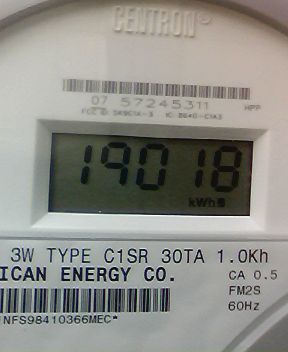 CENTRON®
07 57245311 HPP
19018
kWh
3W TYPE C1SR 30TA 1.0Kh
ICAN ENERGY CO. CA 0.5
FM2S
60Hz
NFS98410366MEC*